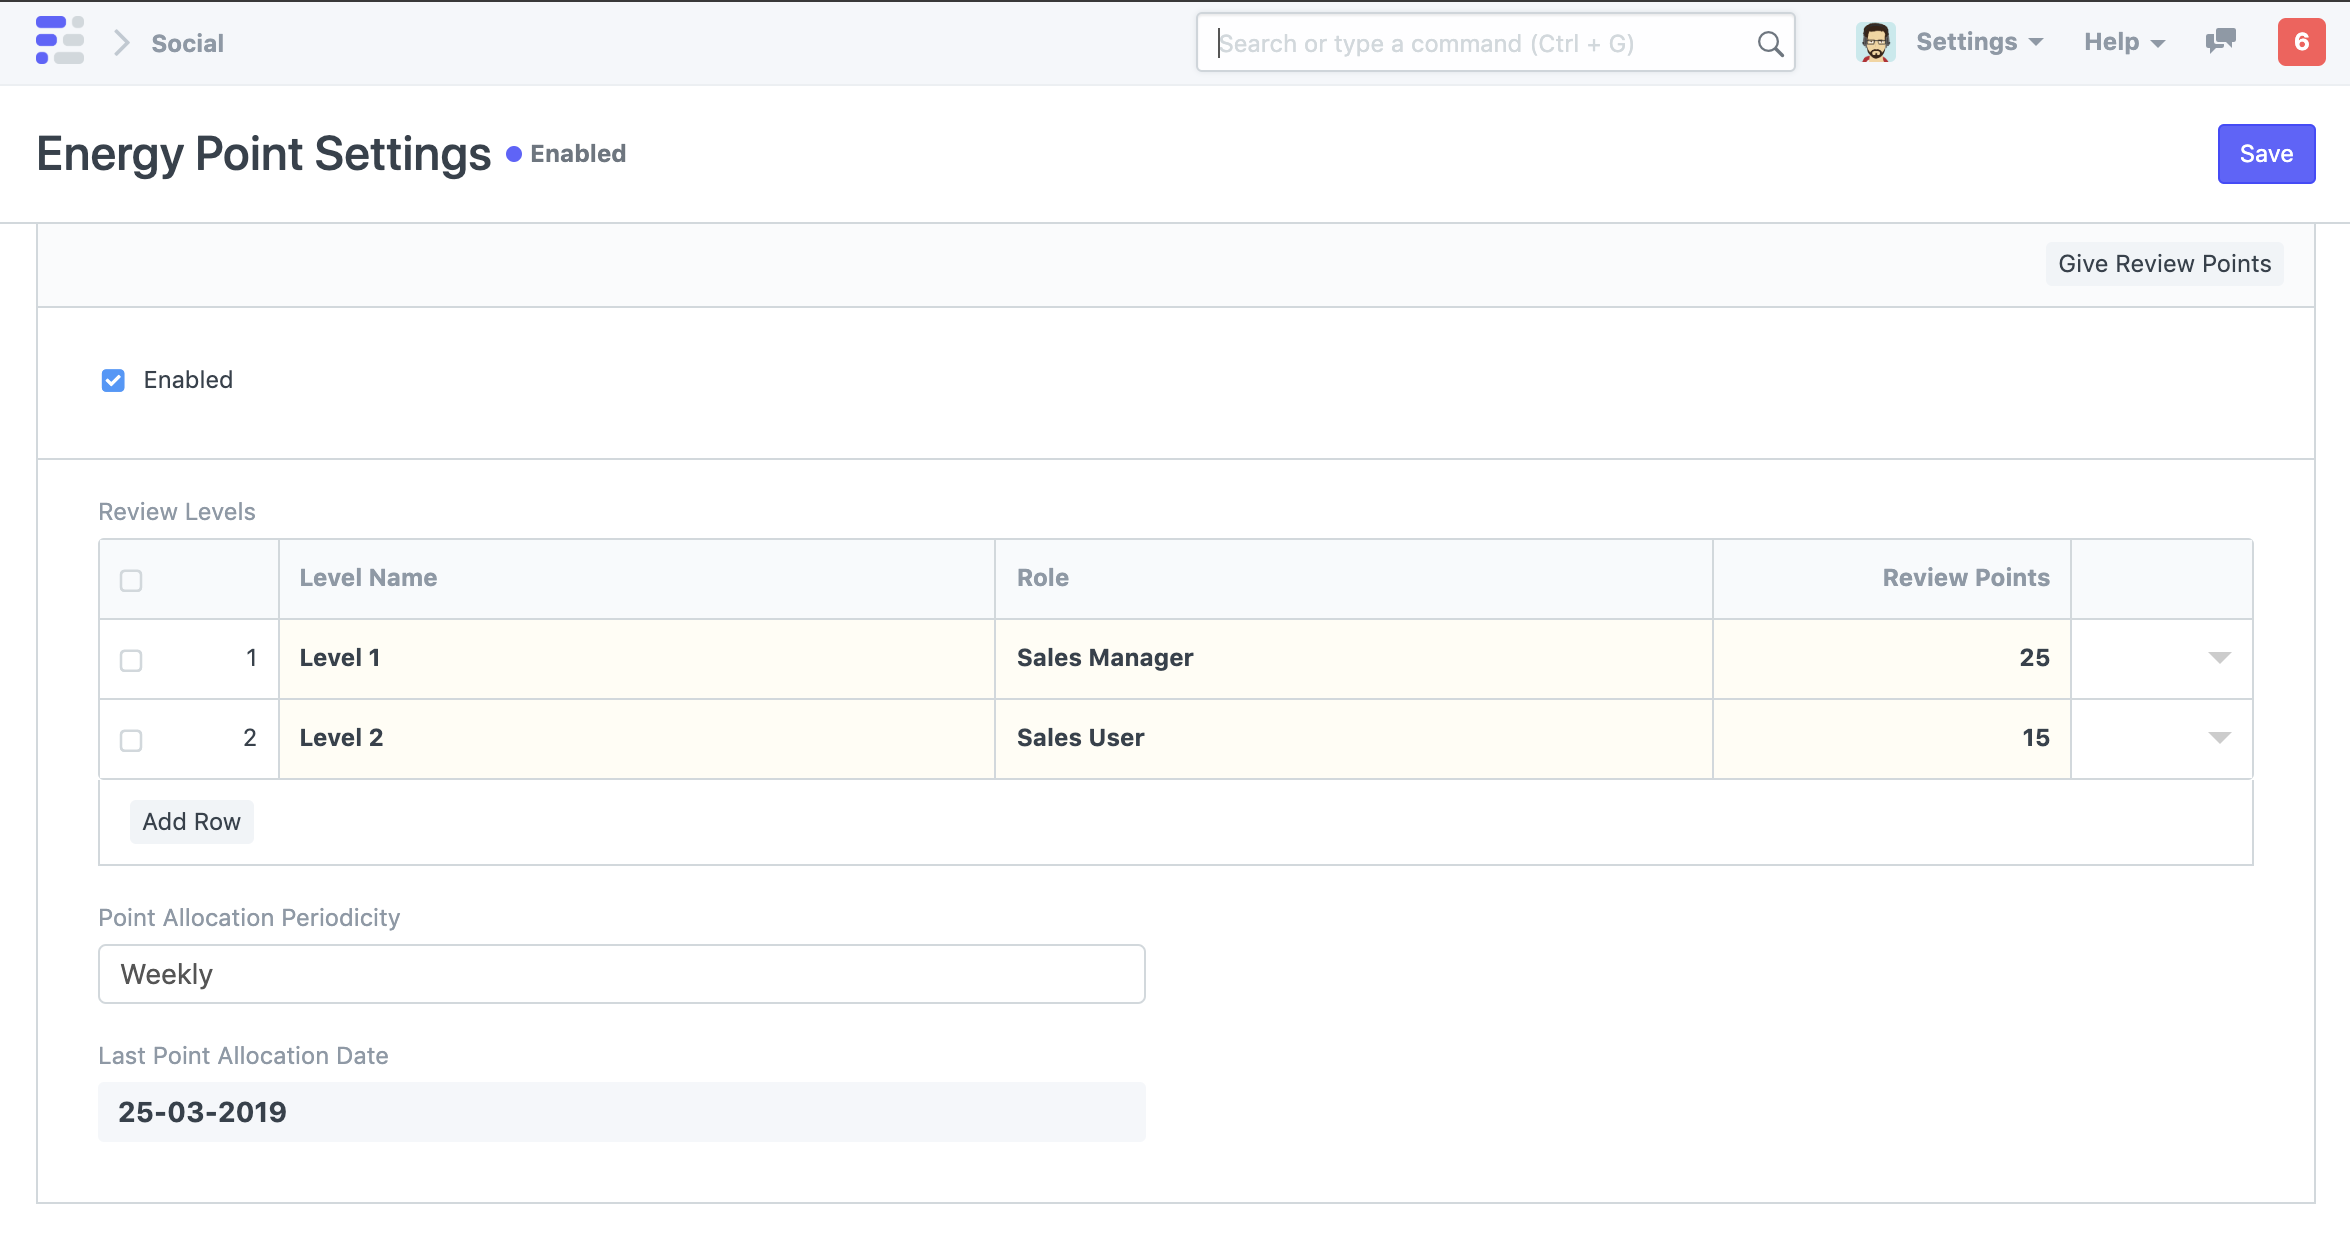 Social
Search or type a command (Ctrl + G)
Settings
Help
6
Energy Point Settings
Enabled
Save
Give Review Points
Enabled
Review Levels
Level Name Role Review Points
1 Level 1 Sales Manager 25
2 Level 2 Sales User 15
Add Row
Point Allocation Periodicity
Weekly
Last Point Allocation Date
25-03-2019